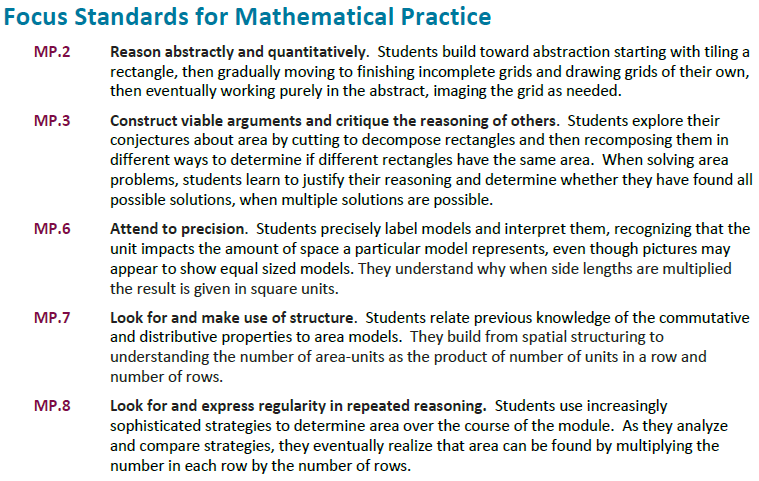 Focus Standards for Mathematical Practice
MP.2 Reason abstractly and quantitatively. Students build toward abstraction starting with tiling a
rectangle, then gradually moving to finishing incomplete grids and drawing grids of their own,
then eventually working purely in the abstract, imaging the grid as needed.
MP.3 Construct viable arguments and critique the reasoning of others. Students explore their
conjectures about area by cutting to decompose rectangles and then recomposing them in
different ways to determine if different rectangles have the same area. When solving area
problems, students learn to justify their reasoning and determine whether they have found all
possible solutions, when multiple solutions are possible.
MP.6 Attend to precision. Students precisely label models and interpret them, recognizing that the
unit impacts the amount of space a particular model represents, even though pictures may
appear to show equal sized models. They understand why when side lengths are multiplied
the result is given in square units.
MP.7 Look for and make use of structure. Students relate previous knowledge of the commutative
and distributive properties to area models. They build from spatial structuring to
understanding the number of area-units as the product of number of units in a row and
number of rows.
MP.8 Look for and express regularity in repeated reasoning. Students use increasingly
sophisticated strategies to determine area over the course of the module. As they analyze
and compare strategies, they eventually realize that area can be found by multiplying the
number in each row by the number of rows.